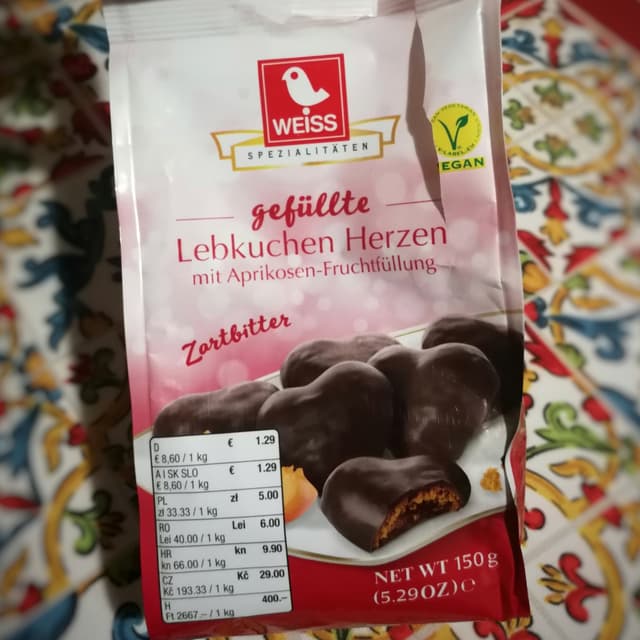 WEISS
SPEZIALITÄTEN
V-LABEL.EU
VEGAN
gefüllte
Lebkuchen Herzen
mit Aprikosen-Fruchtfüllung
Zartbitter
D € 1.29
€ 8,60 / 1 kg
A I SK SLO € 1.29
€ 8,60 / 1 kg
PL zł 5.00
zł 33.33 / 1 kg
RO Lei 6.00
Lei 40.00 / 1 kg
HR kn 9.90
kn 66.00 / 1 kg
CZ Kč 29.00
Kč 193.33 / 1 kg
H 400.–
Ft 2667.– / 1 kg
NET WT 150 g
(5.29OZ) ℮